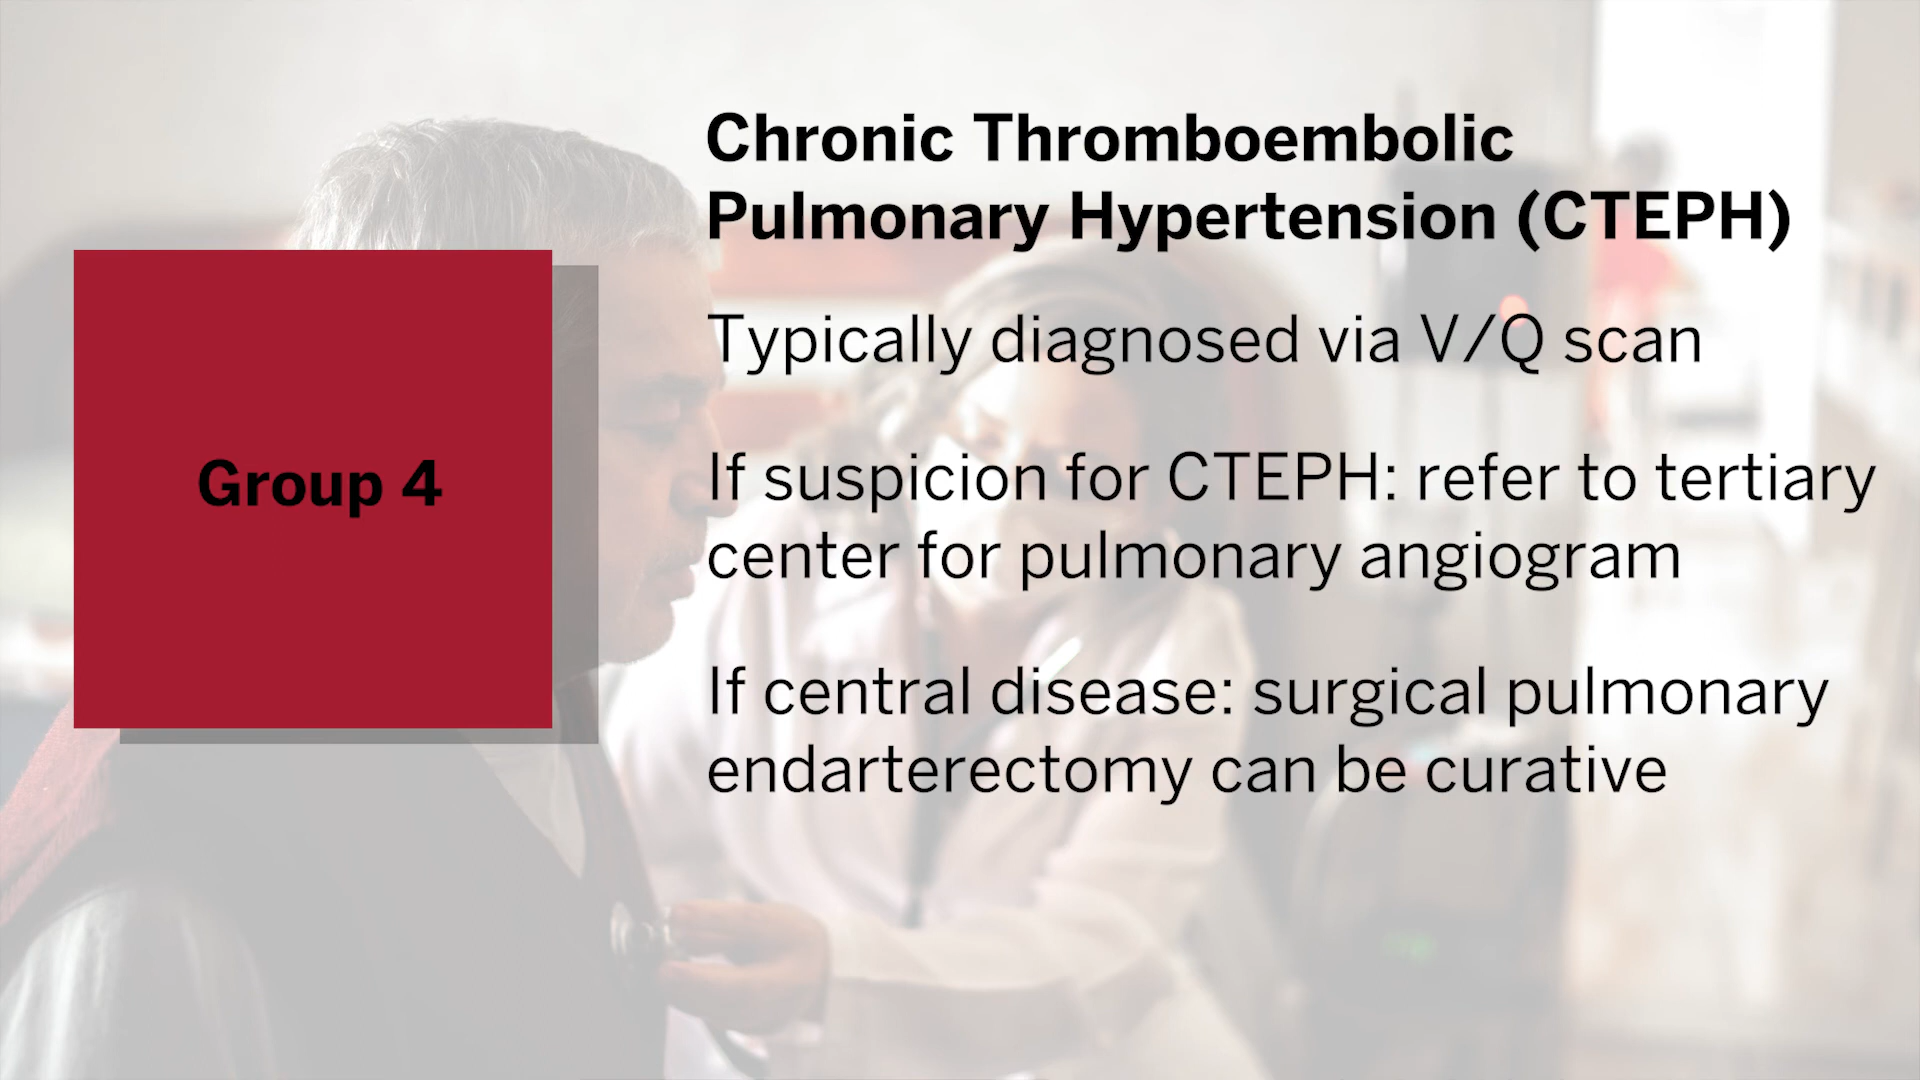 Group 4
Chronic Thromboembolic
Pulmonary Hypertension (CTEPH)
Typically diagnosed via V/Q scan
If suspicion for CTEPH: refer to tertiary
center for pulmonary angiogram
If central disease: surgical pulmonary
endarterectomy can be curative